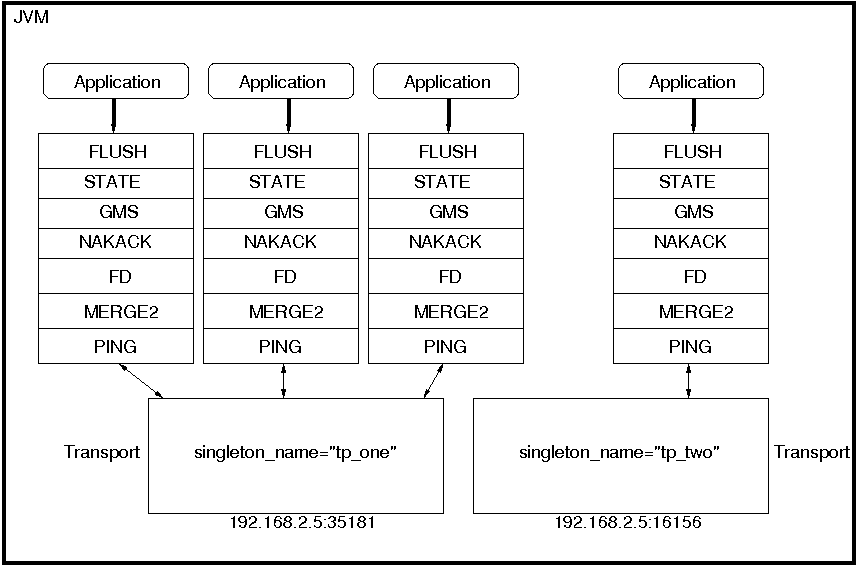 JVM
Application Application Application Application
FLUSH FLUSH FLUSH FLUSH
STATE STATE STATE STATE
GMS GMS GMS GMS
NAKACK NAKACK NAKACK NAKACK
FD FD FD FD
MERGE2 MERGE2 MERGE2 MERGE2
PING PING PING PING
Transport singleton_name="tp_one" singleton_name="tp_two" Transport
192.168.2.5:35181 192.168.2.5:16156